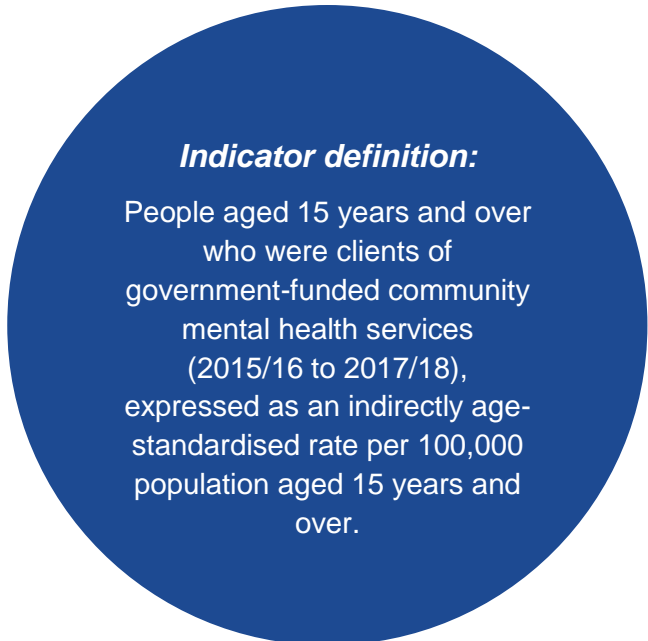 Indicator definition:
People aged 15 years and over
who were clients of
government-funded community
mental health services
(2015/16 to 2017/18),
expressed as an indirectly age-
standardised rate per 100,000
population aged 15 years and
over.